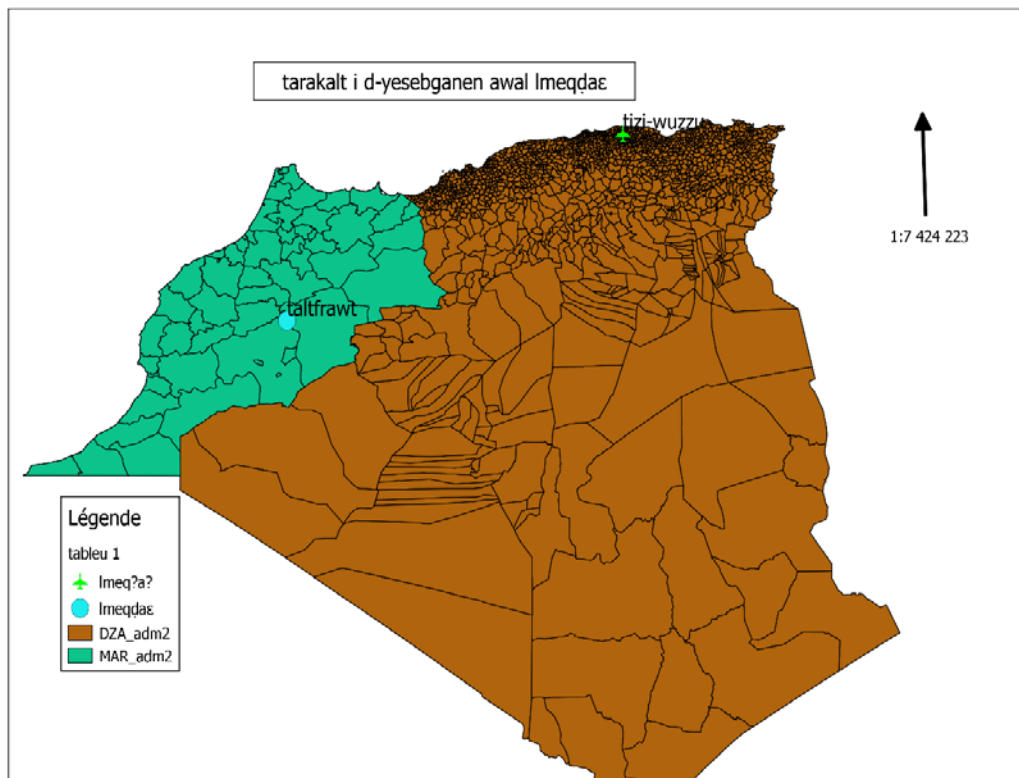 tarakalt i d-yesebganen awal lmeqḍaɛ
tizi-wuzzu
1:7 424 223
taltfrawt
Légende
tableu 1
lmeq?a?
lmeqḍaɛ
DZA_adm2
MAR_adm2